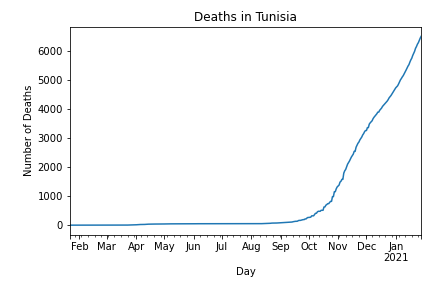 Deaths in Tunisia
Number of Deaths
6000
5000
4000
3000
2000
1000
0
Feb Mar Apr May Jun Jul Aug Sep Oct Nov Dec Jan
2021
Day